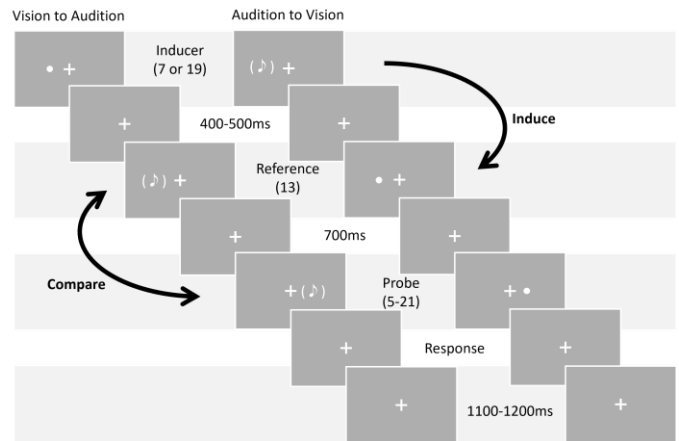 Vision to Audition
Audition to Vision
Inducer
(7 or 19)
(♪)
Induce
400-500ms
Reference
(13)
(♪)
700ms
Compare
Probe
(5-21)
(♪)
Response
1100-1200ms